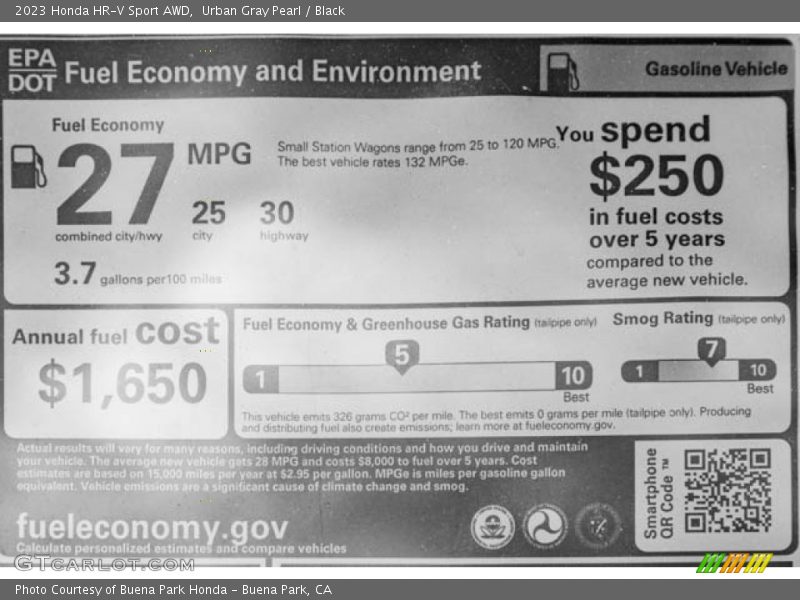 2023 Honda HR-V Sport AWD, Urban Gray Pearl / Black
EPA
DOT
Fuel Economy and Environment
Gasoline Vehicle
Fuel Economy
27 MPG
combined city/hwy
25
city
30
highway
3.7 gallons per 100 miles
Small Station Wagons range from 25 to 120 MPG.
The best vehicle rates 132 MPGe.
You spend
$250
in fuel costs
over 5 years
compared to the
average new vehicle.
Annual fuel cost
$1,650
Fuel Economy & Greenhouse Gas Rating (tailpipe only)
5
1
10
Best
Smog Rating (tailpipe only)
7
1
10
Best
This vehicle emits 326 grams CO² per mile. The best emits 0 grams per mile (tailpipe only). Producing
and distributing fuel also create emissions; learn more at fueleconomy.gov.
Actual results will vary for many reasons, including driving conditions and how you drive and maintain
your vehicle. The average new vehicle gets 28 MPG and costs $8,000 to fuel over 5 years. Cost
estimates are based on 15,000 miles per year at $2.95 per gallon. MPGe is miles per gasoline gallon
equivalent. Vehicle emissions are a significant cause of climate change and smog.
fueleconomy.gov
Calculate personalized estimates and compare vehicles
Smartphone
QR Code™
GTCarLot.com
Photo Courtesy of Buena Park Honda - Buena Park, CA